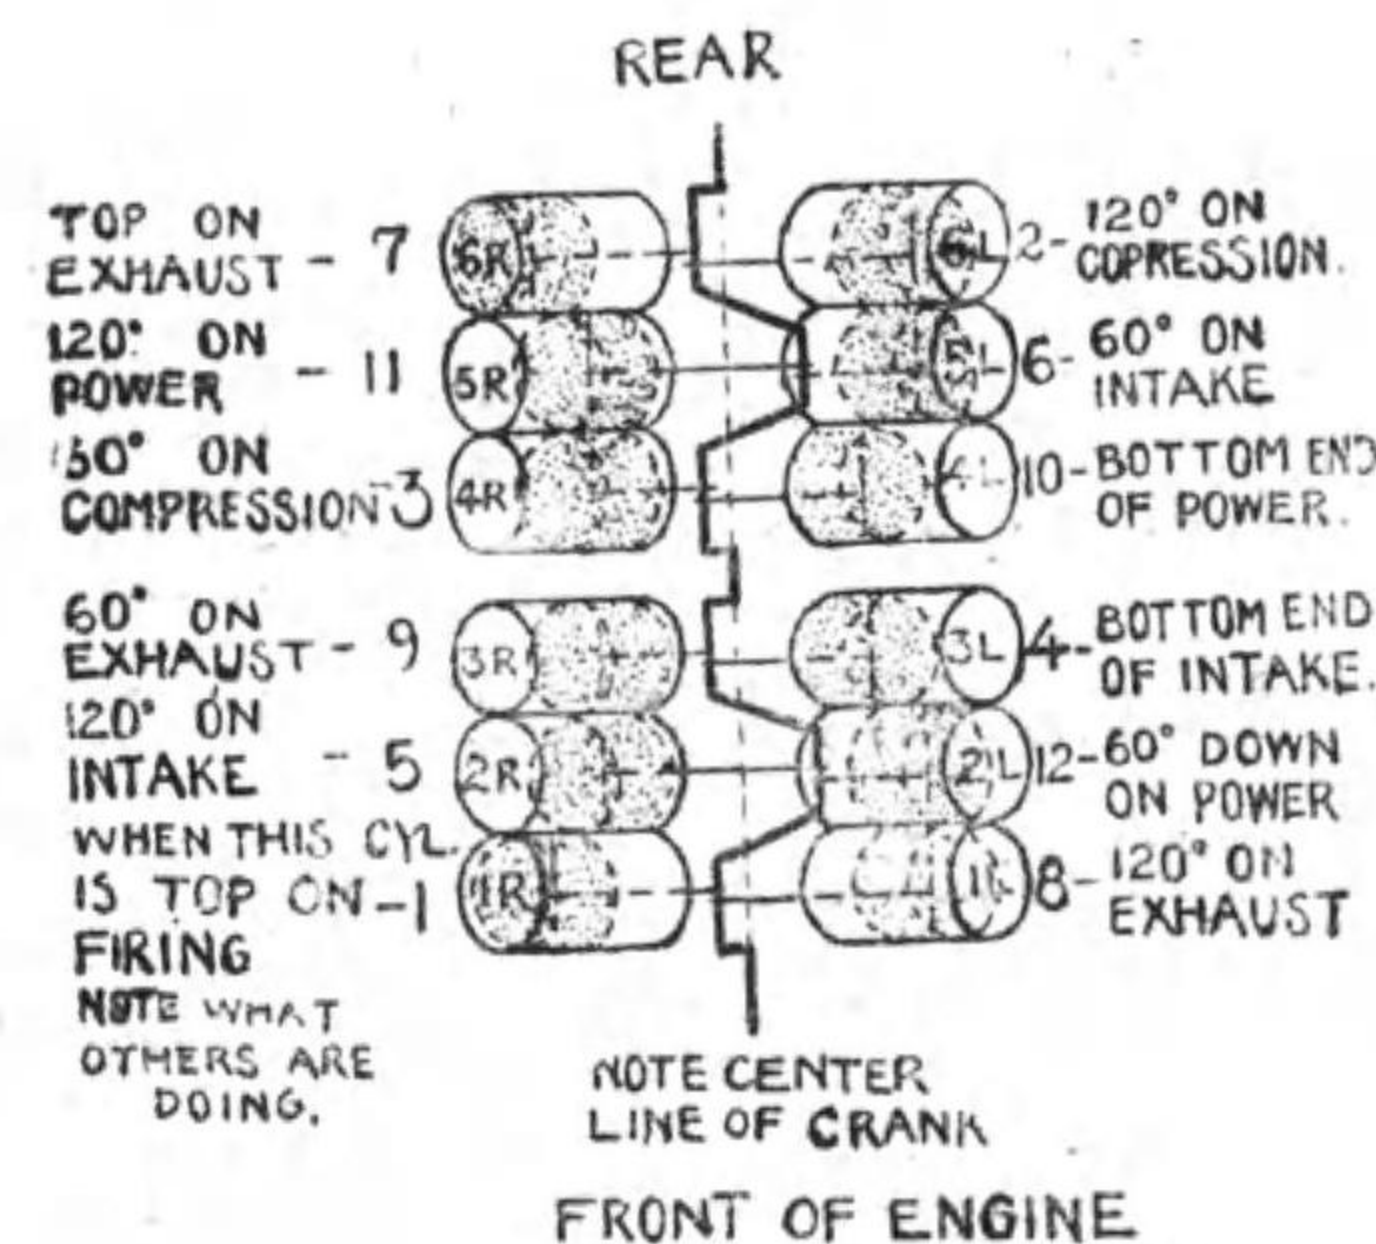 REAR
TOP ON
EXHAUST - 7
6R
6L
2- 120° ON
COPRESSION.
120° ON
POWER - 11
5R
5L
6- 60° ON
INTAKE
60° ON
COMPRESSION -3
4R
4L
10- BOTTOM END
OF POWER.
60° ON
EXHAUST - 9
3R
3L
4- BOTTOM END
OF INTAKE.
120° ON
INTAKE - 5
2R
2L
12- 60° DOWN
ON POWER
WHEN THIS CYL.
IS TOP ON -1
FIRING
1R
1L
8- 120° ON
EXHAUST
NOTE WHAT
OTHERS ARE
DOING.
NOTE CENTER
LINE OF CRANK
FRONT OF ENGINE